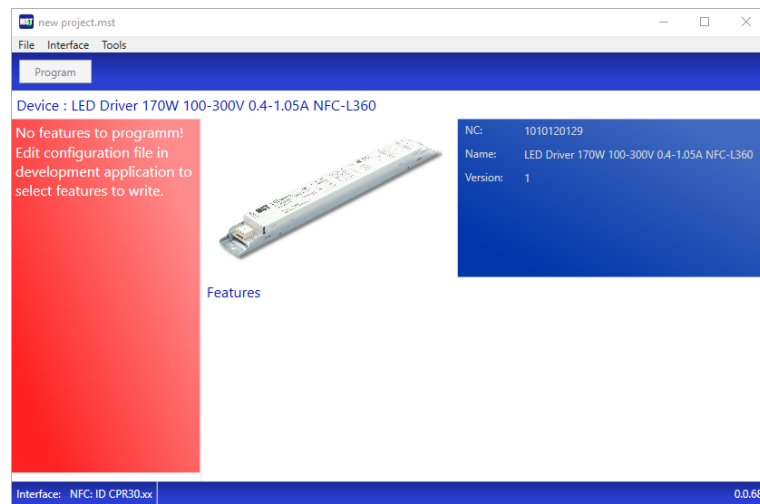 new project.mst
File Interface Tools
Program
Device : LED Driver 170W 100-300V 0.4-1.05A NFC-L360
No features to programm!
Edit configuration file in
development application to
select features to write.
NC: 1010120129
Name: LED Driver 170W 100-300V 0.4-1.05A NFC-L360
Version: 1
Features
Interface: NFC: ID CPR30.xx
0.0.68